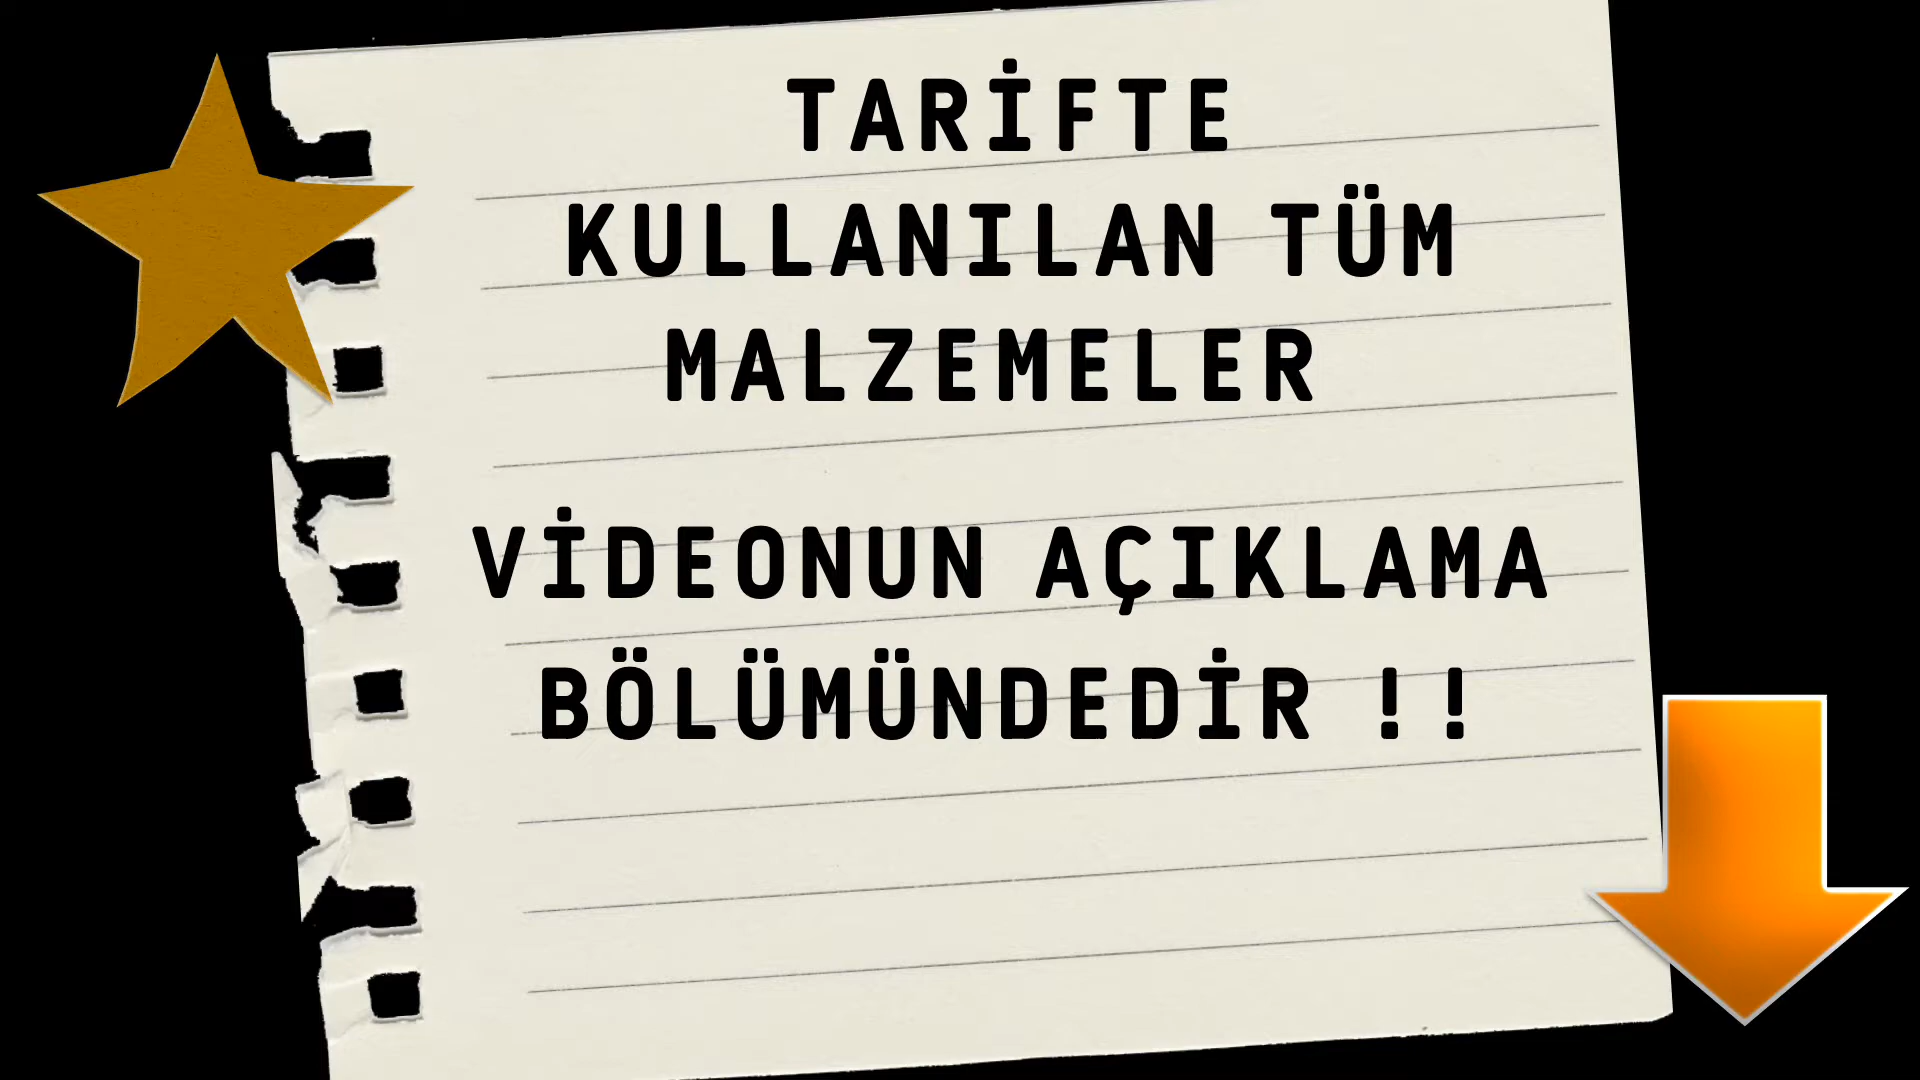 TARİFTE
KULLANILAN TÜM
MALZEMELER
VİDEONUN AÇIKLAMA
BÖLÜMÜNDEDİR !!